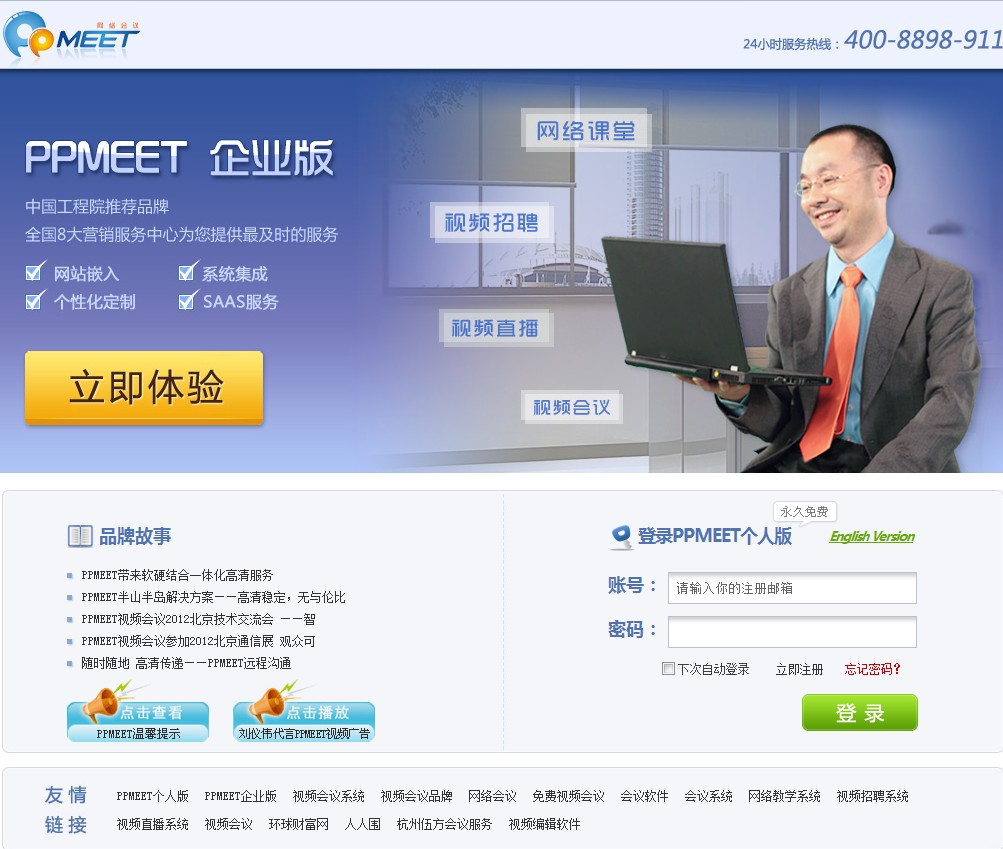 网络会议
PPMEET
24小时服务热线：400-8898-911
PPMEET 企业版
中国工程院推荐品牌
全国8大营销服务中心为您提供最及时的服务
网站嵌入 系统集成
个性化定制 SAAS服务
立即体验
网络课堂
视频招聘
视频直播
视频会议
品牌故事
PPMEET带来软硬结合一体化高清服务
PPMEET半山半岛解决方案——高清稳定，无与伦比
PPMEET视频会议2012北京技术交流会 ——智
PPMEET视频会议参加2012北京通信展 观众可
随时随地 高清传递——PPMEET远程沟通
点击查看
PPMEET温馨提示
点击播放
刘仪伟代言PPMEET视频广告
永久免费
登录PPMEET个人版 English Version
账号： 请输入你的注册邮箱
密码：
下次自动登录 立即注册 忘记密码?
登 录
友 情 PPMEET个人版 PPMEET企业版 视频会议系统 视频会议品牌 网络会议 免费视频会议 会议软件 会议系统 网络教学系统 视频招聘系统
链 接 视频直播系统 视频会议 环球财富网 人人围 杭州伍方会议服务 视频编辑软件